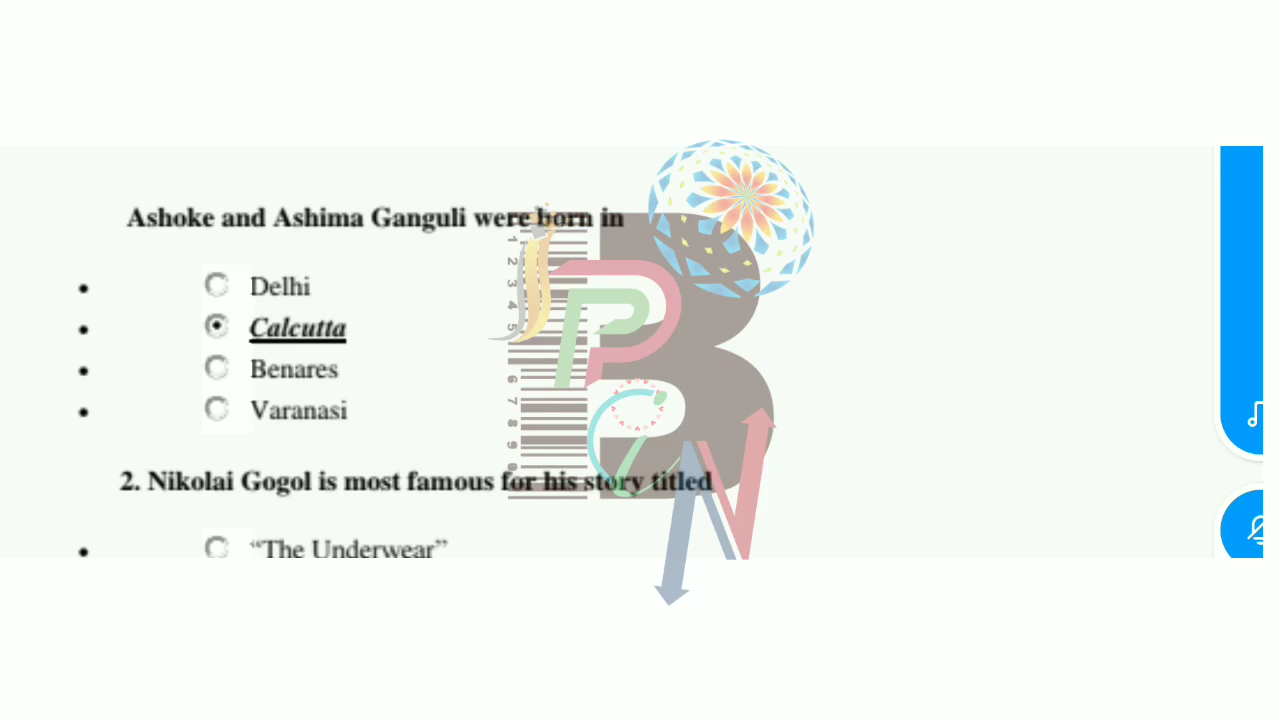 Ashoke and Ashima Ganguli were born in
• Delhi
• Calcutta
• Benares
• Varanasi
2. Nikolai Gogol is most famous for his story titled
• “The Underwear”